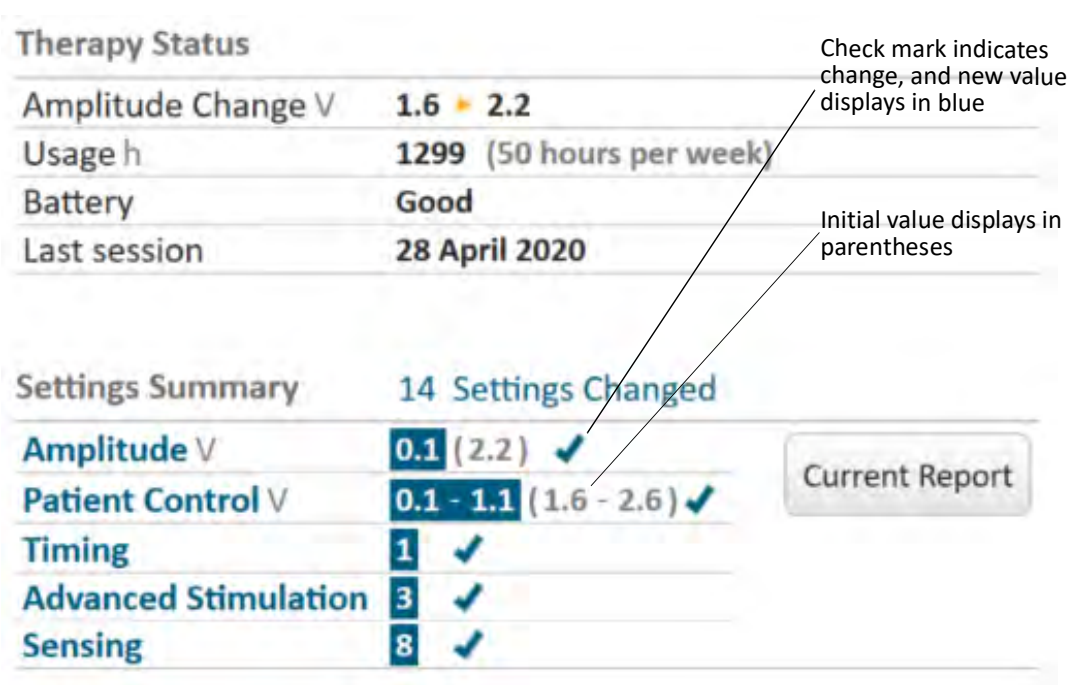 Therapy Status
Check mark indicates
change, and new value
displays in blue
Amplitude Change V 1.6 ▸ 2.2
Usage h 1299 (50 hours per week)
Battery Good
Initial value displays in
parentheses
Last session 28 April 2020
Settings Summary 14 Settings Changed
Amplitude V 0.1 (2.2) ✔
Current Report
Patient Control V 0.1 - 1.1 (1.6 - 2.6) ✔
Timing 1 ✔
Advanced Stimulation 3 ✔
Sensing 8 ✔